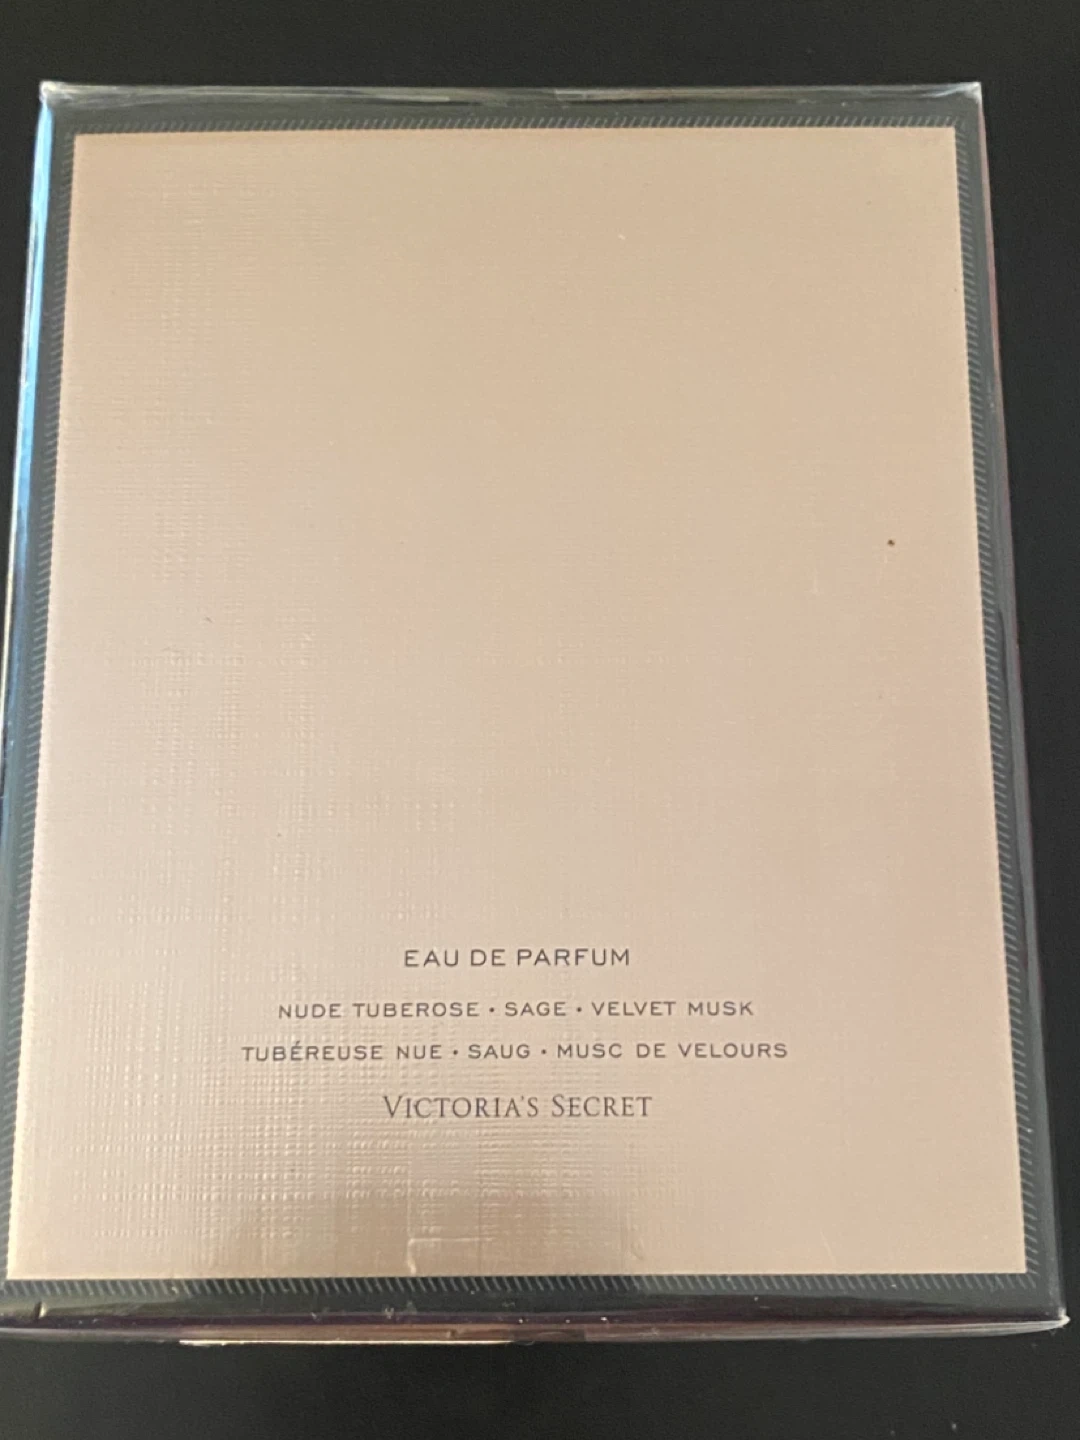 EAU DE PARFUM
NUDE TUBEROSE • SAGE • VELVET MUSK
TUBÉREUSE NUE • SAUG • MUSC DE VELOURS
VICTORIA'S SECRET